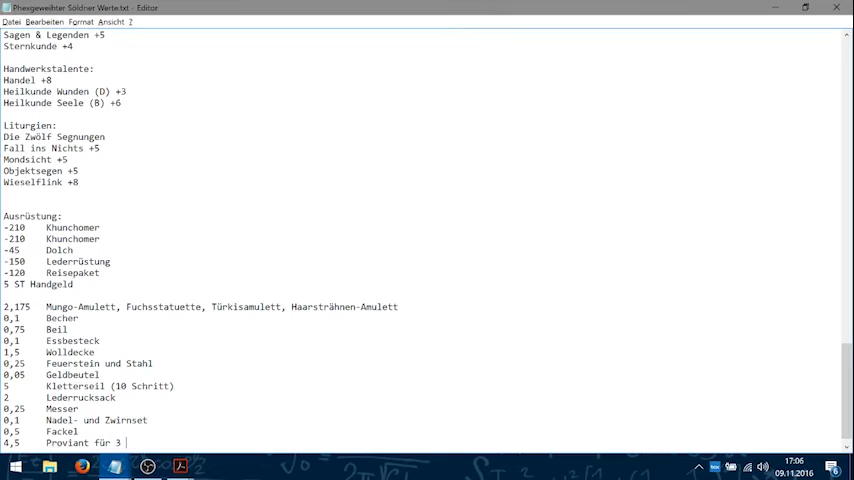 Phexgeweihter Söldner Werte.txt - Editor
Datei Bearbeiten Format Ansicht ?
Sagen & Legenden +5
Sternkunde +4
Handwerkstalente:
Handel +8
Heilkunde Wunden (D) +3
Heilkunde Seele (B) +6
Liturgien:
Die Zwölf Segnungen
Fall ins Nichts +5
Mondsicht +5
Objektsegen +5
Wieselflink +8
Ausrüstung:
-210 Khunchomer
-210 Khunchomer
-45 Dolch
-150 Lederrüstung
-120 Reisepaket
5 ST Handgeld
2,175 Mungo-Amulett, Fuchsstatuette, Türkisamulett, Haarsträhnen-Amulett
0,1 Becher
0,75 Beil
0,1 Essbesteck
1,5 Wolldecke
0,25 Feuerstein und Stahl
0,05 Geldbeutel
5 Kletterseil (10 Schritt)
2 Lederrucksack
0,25 Messer
0,1 Nadel- und Zwirnset
0,5 Fackel
4,5 Proviant für 3
17:06
09.11.2016
6